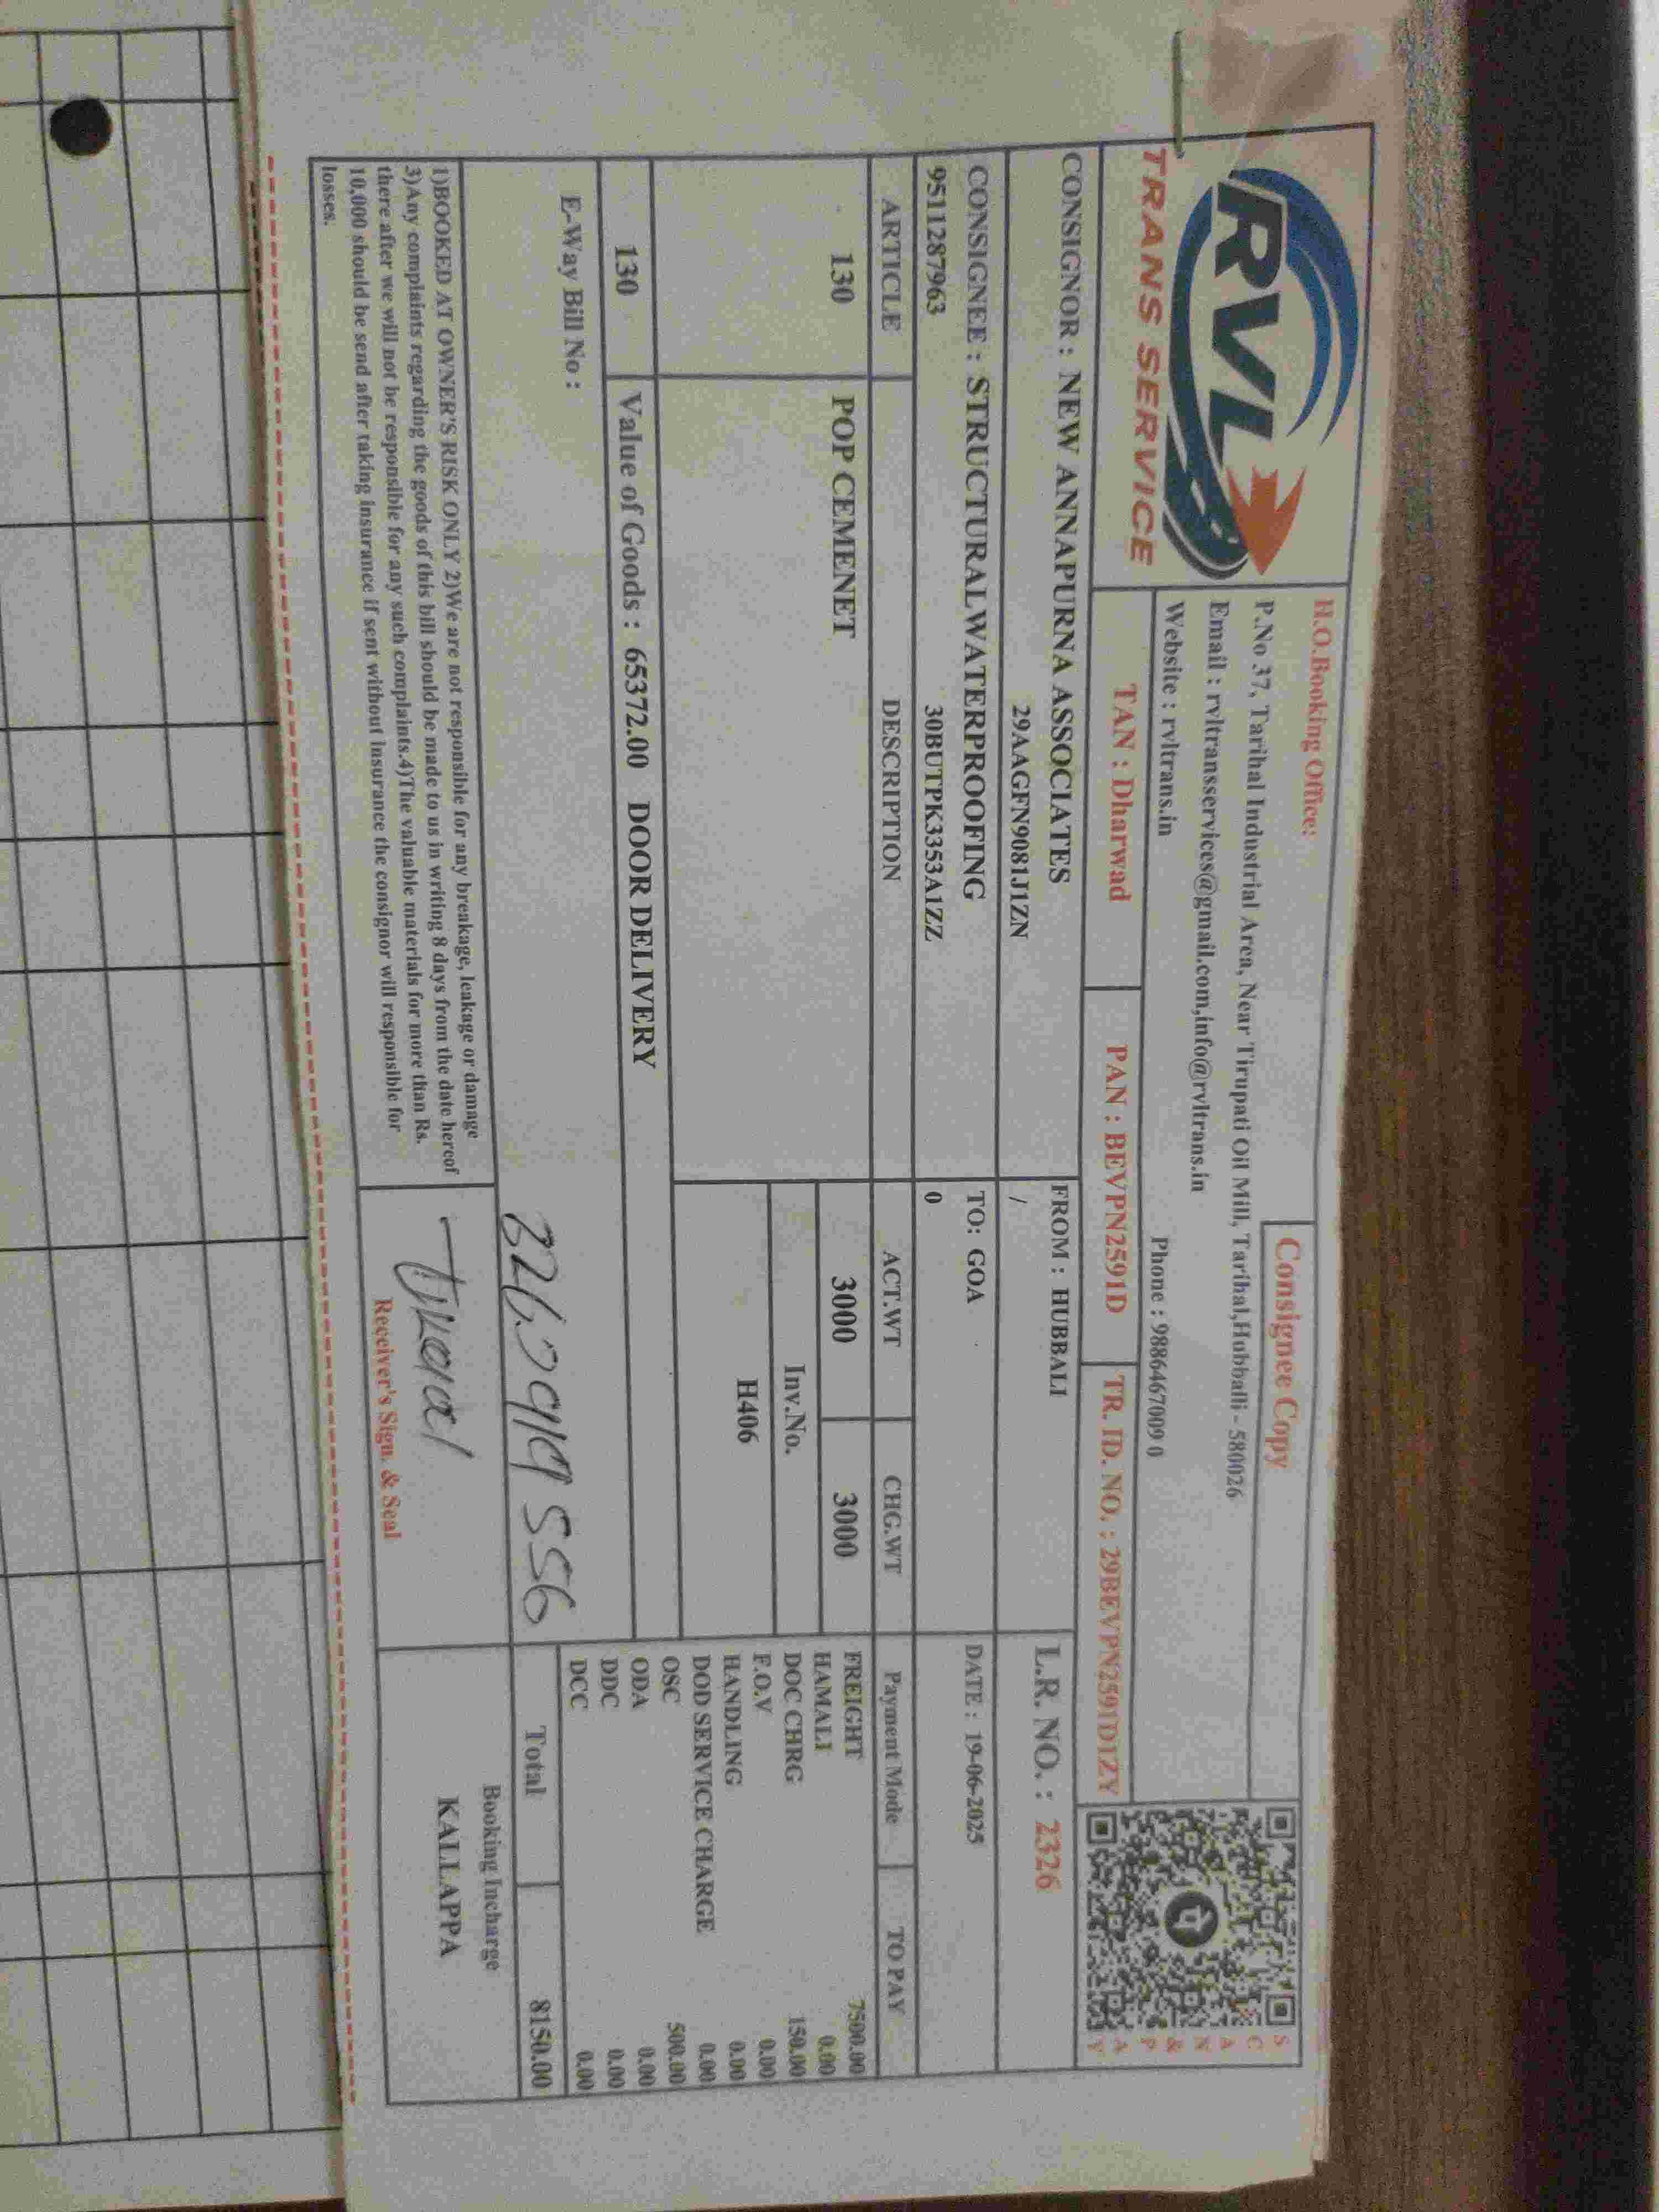 RVL
TRANS SERVICE
H.O.Booking Office:
Consignee Copy
P.No 37, Tarihal Industrial Area, Near Tirupati Oil Mill, Tarihal,Hubballi - 580026
Email : rvltransservices@gmail.com,info@rvltrans.in
Website : rvltrans.in
Phone : 9886467009 0
SCAN & PAY
TAN : Dharwad
PAN : BEVPN2591D
TR. ID. NO. : 29BEVPN2591D1ZY
CONSIGNOR : NEW ANNAPURNA ASSOCIATES
29AAGFN9081J1ZN
FROM : HUBBALI
/
L.R. NO. : 2326
CONSIGNEE : STRUCTURALWATERPROOFING
9511287963 30BUTPK3353A1ZZ
TO: GOA
0
DATE : 19-06-2025
ARTICLE DESCRIPTION ACT.WT CHG.WT Payment Mode TO PAY
130 POP CEMENET 3000 3000
Inv.No.
H406
FREIGHT 7500.00
HAMALI 0.00
DOC CHRG 150.00
F.O.V 0.00
HANDLING 0.00
DOD SERVICE CHARGE 0.00
OSC 500.00
ODA 0.00
DDC 0.00
DCC 0.00
130 Value of Goods : 65372.00 DOOR DELIVERY
E-Way Bill No :
Total 8150.00
1)BOOKED AT OWNER'S RISK ONLY 2)We are not responsible for any breakage, leakage or damage
3)Any complaints regarding the goods of this bill should be made to us in writing 8 days from the date hereof
there after we will not be responsible for any such complaints.4)The valuable materials for more than Rs.
10,000 should be send after taking insurance if sent without insurance the consignor will responsible for
losses.
Receiver's Sign. & Seal
Booking Incharge
KALLAPPA